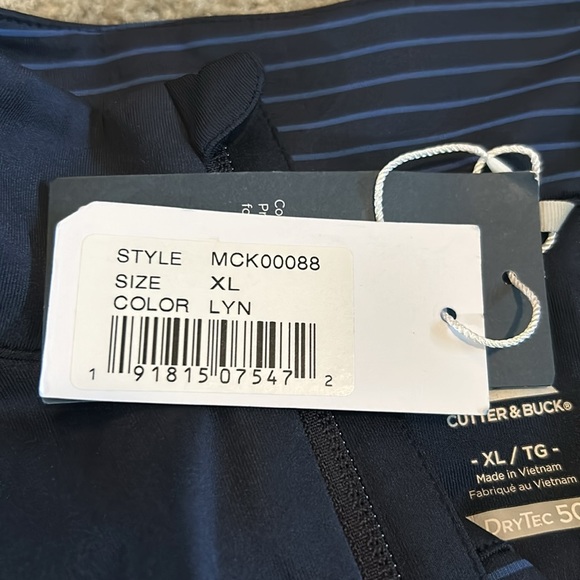 STYLE MCK00088
SIZE XL
COLOR LYN
1 91815 07547 2
CUTTER & BUCK®
- XL / TG -
Made in Vietnam
Fabriqué au Vietnam
DRYTEC 50